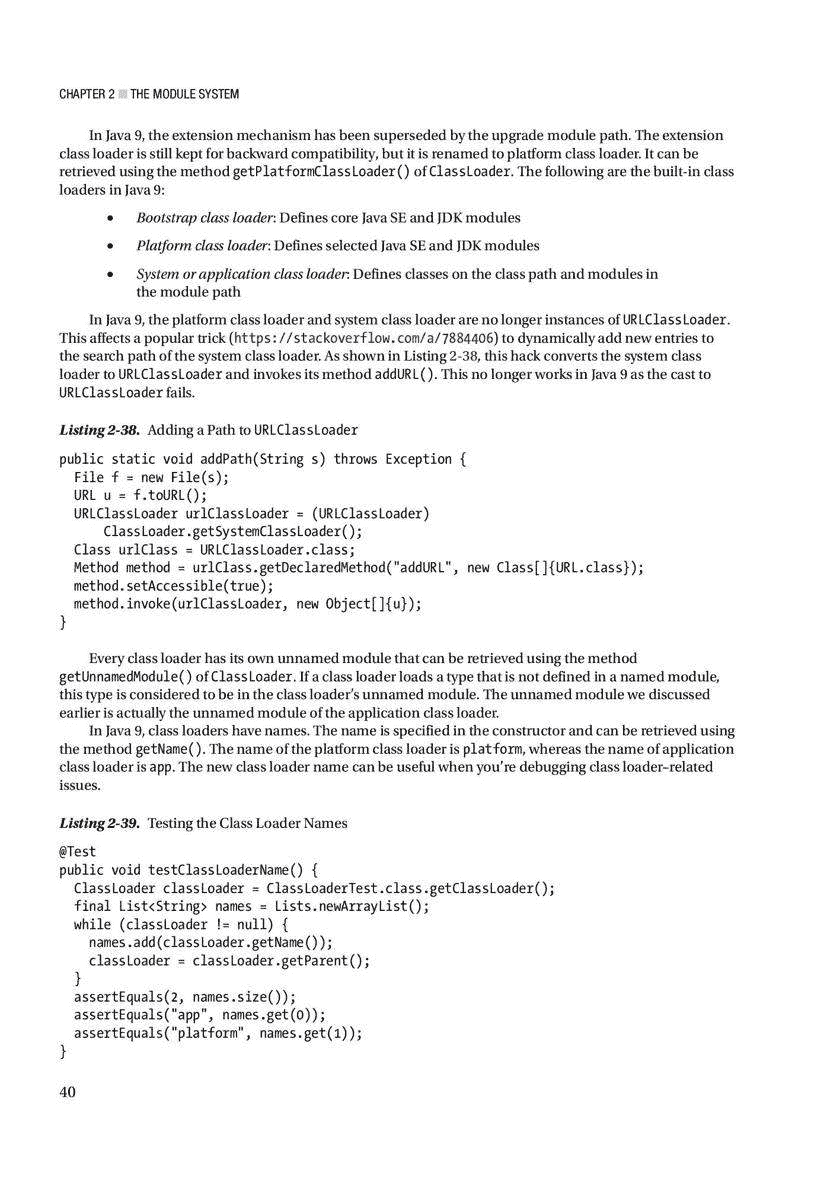 CHAPTER 2 ■ THE MODULE SYSTEM
In Java 9, the extension mechanism has been superseded by the upgrade module path. The extension
class loader is still kept for backward compatibility, but it is renamed to platform class loader. It can be
retrieved using the method getPlatformClassLoader() of ClassLoader. The following are the built-in class
loaders in Java 9:
• Bootstrap class loader: Defines core Java SE and JDK modules
• Platform class loader: Defines selected Java SE and JDK modules
• System or application class loader: Defines classes on the class path and modules in
the module path
In Java 9, the platform class loader and system class loader are no longer instances of URLClassLoader.
This affects a popular trick (https://stackoverflow.com/a/7884406) to dynamically add new entries to
the search path of the system class loader. As shown in Listing 2-38, this hack converts the system class
loader to URLClassLoader and invokes its method addURL(). This no longer works in Java 9 as the cast to
URLClassLoader fails.
Listing 2-38. Adding a Path to URLClassLoader
public static void addPath(String s) throws Exception {
  File f = new File(s);
  URL u = f.toURL();
  URLClassLoader urlClassLoader = (URLClassLoader)
      ClassLoader.getSystemClassLoader();
  Class urlClass = URLClassLoader.class;
  Method method = urlClass.getDeclaredMethod("addURL", new Class[]{URL.class});
  method.setAccessible(true);
  method.invoke(urlClassLoader, new Object[]{u});
}
Every class loader has its own unnamed module that can be retrieved using the method
getUnnamedModule() of ClassLoader. If a class loader loads a type that is not defined in a named module,
this type is considered to be in the class loader's unnamed module. The unnamed module we discussed
earlier is actually the unnamed module of the application class loader.
In Java 9, class loaders have names. The name is specified in the constructor and can be retrieved using
the method getName(). The name of the platform class loader is platform, whereas the name of application
class loader is app. The new class loader name can be useful when you're debugging class loader–related
issues.
Listing 2-39. Testing the Class Loader Names
@Test
public void testClassLoaderName() {
  ClassLoader classLoader = ClassLoaderTest.class.getClassLoader();
  final List<String> names = Lists.newArrayList();
  while (classLoader != null) {
    names.add(classLoader.getName());
    classLoader = classLoader.getParent();
  }
  assertEquals(2, names.size());
  assertEquals("app", names.get(0));
  assertEquals("platform", names.get(1));
}
40